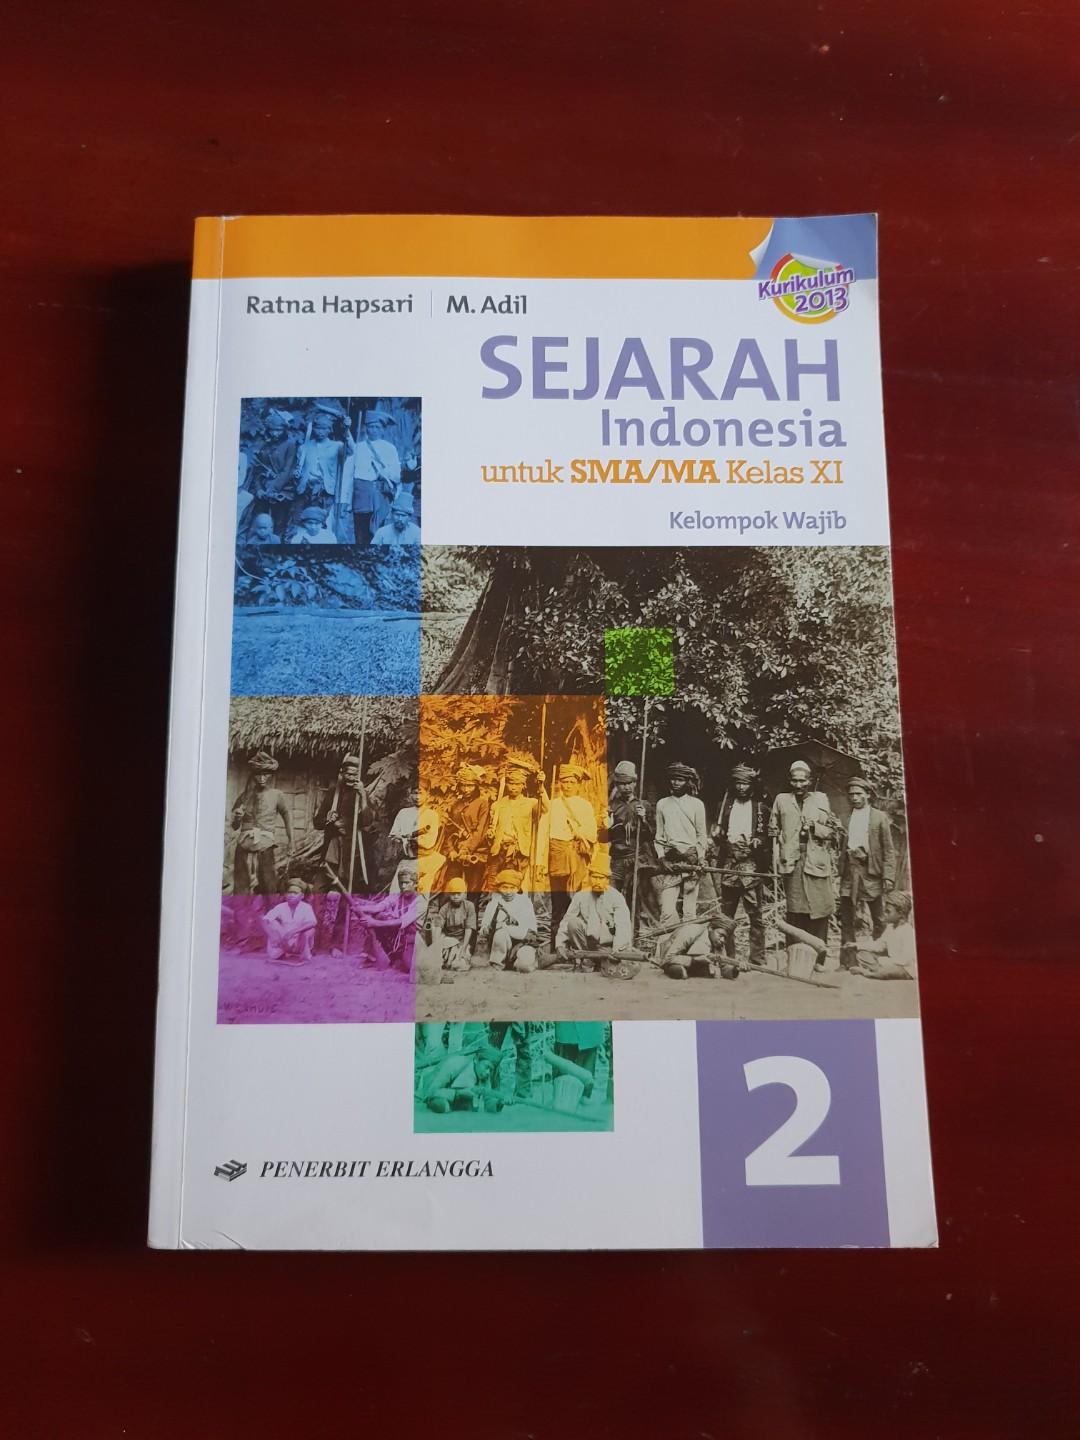 Ratna Hapsari | M. Adil
Kurikulum
2013
SEJARAH
Indonesia
untuk SMA/MA Kelas XI
Kelompok Wajib
PENERBIT ERLANGGA
2